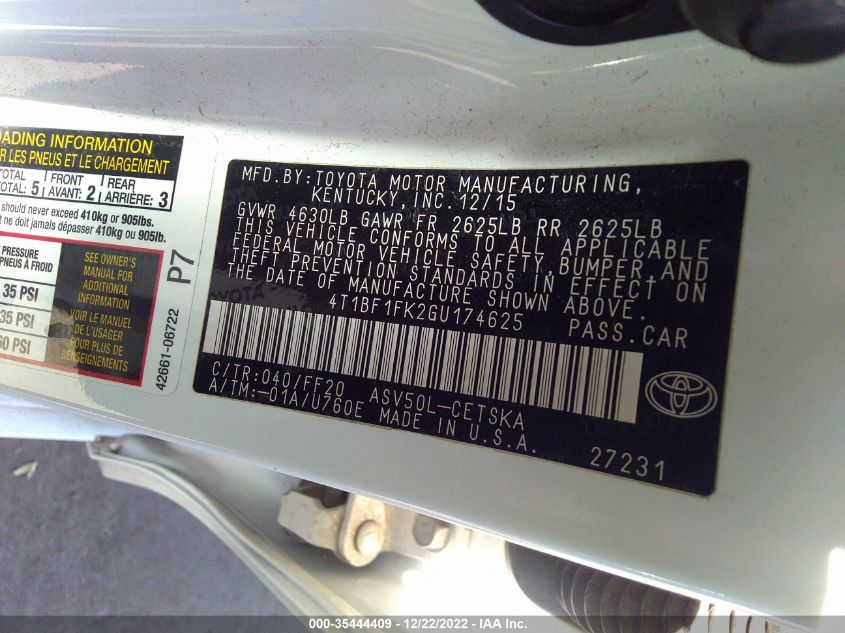 OADING INFORMATION
R LES PNEUS ET LE CHARGEMENT
TOTAL FRONT REAR
TOTAL: 5 AVANT: 2 ARRIÈRE: 3
should never exceed 410kg or 905lbs.
t ne doit jamais dépasser 410kg ou 905lb.
PRESSURE
PNEUS À FROID
35 PSI
35 PSI
60 PSI
SEE OWNER'S
MANUAL FOR
ADDITIONAL
INFORMATION
VOIR LE MANUEL
DE L'USAGER
POUR PLUS DE
RENSEIGNEMENTS
P7
42661-06722
MFD.BY:TOYOTA MOTOR MANUFACTURING,
KENTUCKY, INC. 12/15
GVWR 4630LB GAWR FR 2625LB RR 2625LB
THIS VEHICLE CONFORMS TO ALL APPLICABLE
FEDERAL MOTOR VEHICLE SAFETY, BUMPER, AND
THEFT PREVENTION STANDARDS IN EFFECT ON
THE DATE OF MANUFACTURE SHOWN ABOVE.
4T1BF1FK2GU174625 PASS.CAR
C/TR:040/FF20 ASV50L-CETSKA
A/TM:-01A/U760E MADE IN U.S.A.
27231
000-35444409 - 12/22/2022 - IAA Inc.